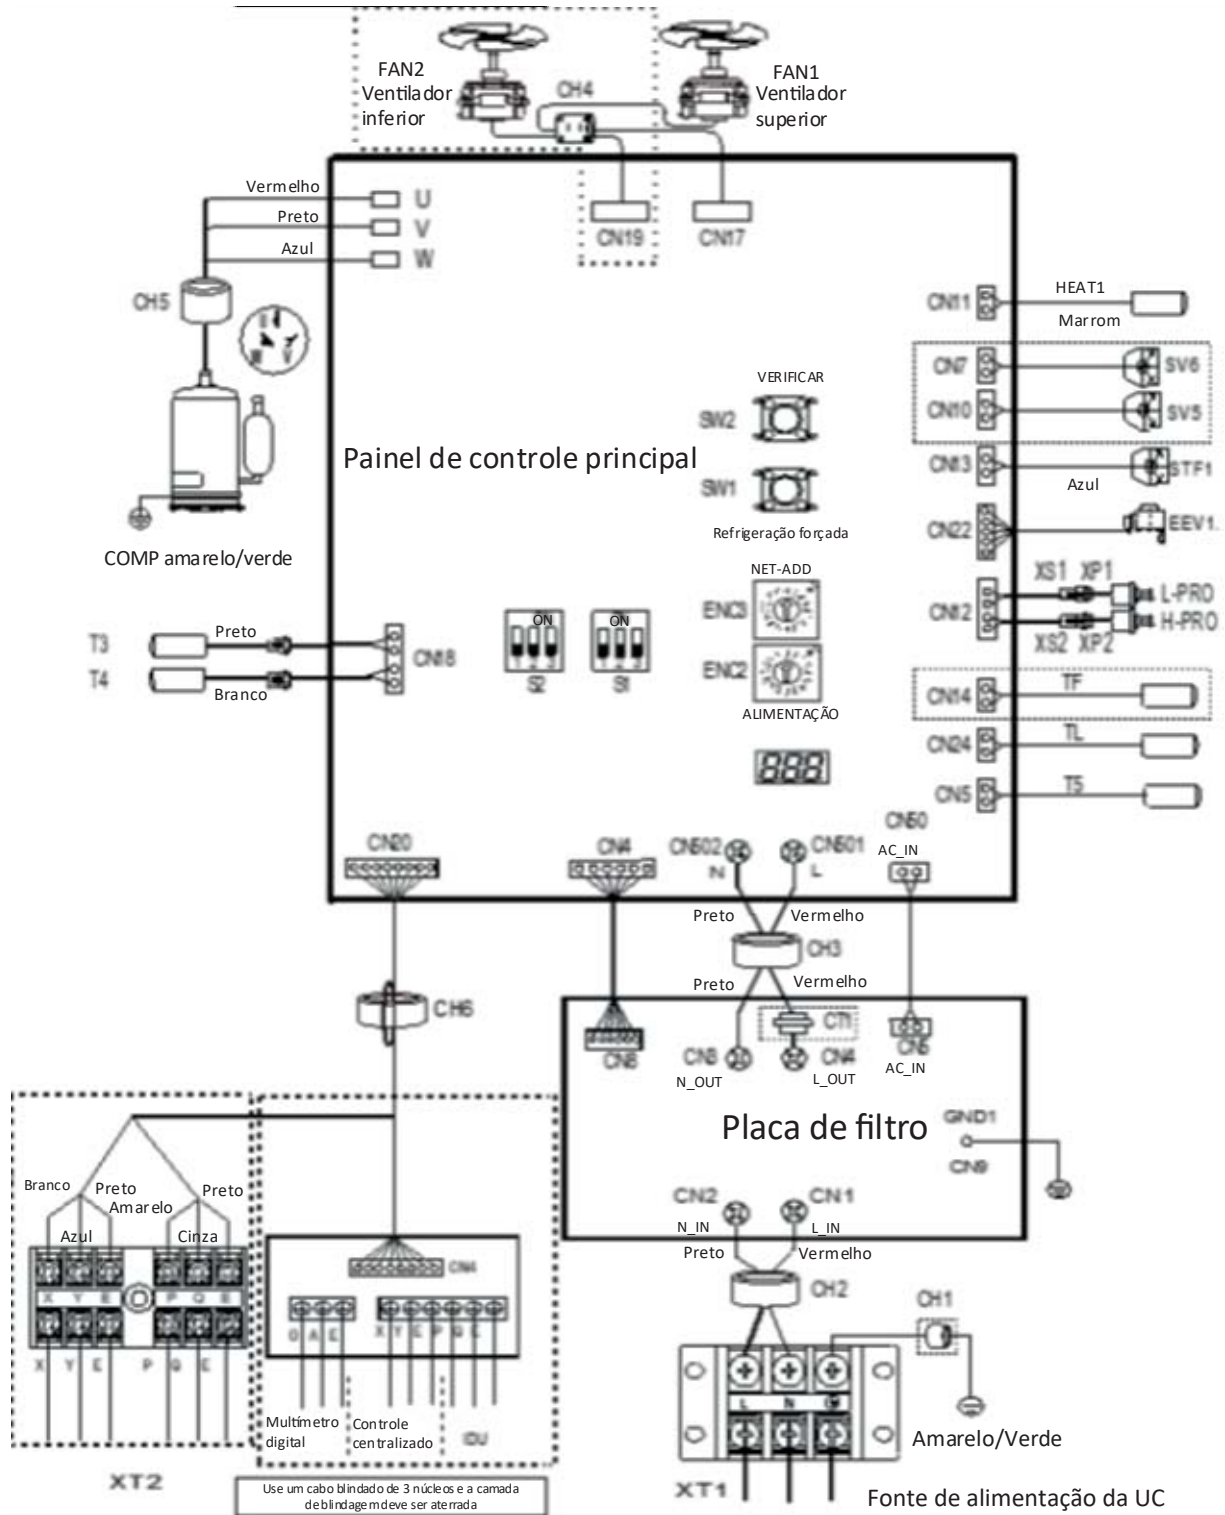 FAN2
Ventilador
inferior
CH4
FAN1
Ventilador
superior
Vermelho
U
Preto
V
Azul
W
CN19
CN17
CH5
CN11
HEAT1
Marrom
CN7
SV6
CN10
SV5
VERIFICAR
SW2
Painel de controle principal
SW1
Refrigeração forçada
CN13
Azul
STF1
CN22
EEV1.
COMP amarelo/verde
NET-ADD
ENC3
ON
ON
XS1 XP1
L-PRO
CN12
H-PRO
XS2 XP2
T3
Preto
CN18
T4
Branco
S3
S2
ENC2
ALIMENTAÇÃO
CN14
TF
888
CN24
TL
CN5
T5
CN20
CN4
CN502
CN501
CN50
AC_IN
N
L
Preto
Vermelho
CH3
Preto
Vermelho
CH6
CN8
CT1
CN3
CN4
CN5
N_OUT
L_OUT
AC_IN
Placa de filtro
GND1
CN9
CN2
CN1
N_IN
L_IN
Preto
Vermelho
CH2
CH1
Branco
Preto
Amarelo
Preto
Azul
Cinza
X Y E P Q E
X Y E P Q E
CN4
O A E X Y E P Q E
Multímetro
digital
Controle
centralizado
IDU
XT2
Use um cabo blindado de 3 núcleos e a camada
de blindagem deve ser aterrada
L N
Amarelo/Verde
XT1
Fonte de alimentação da UC